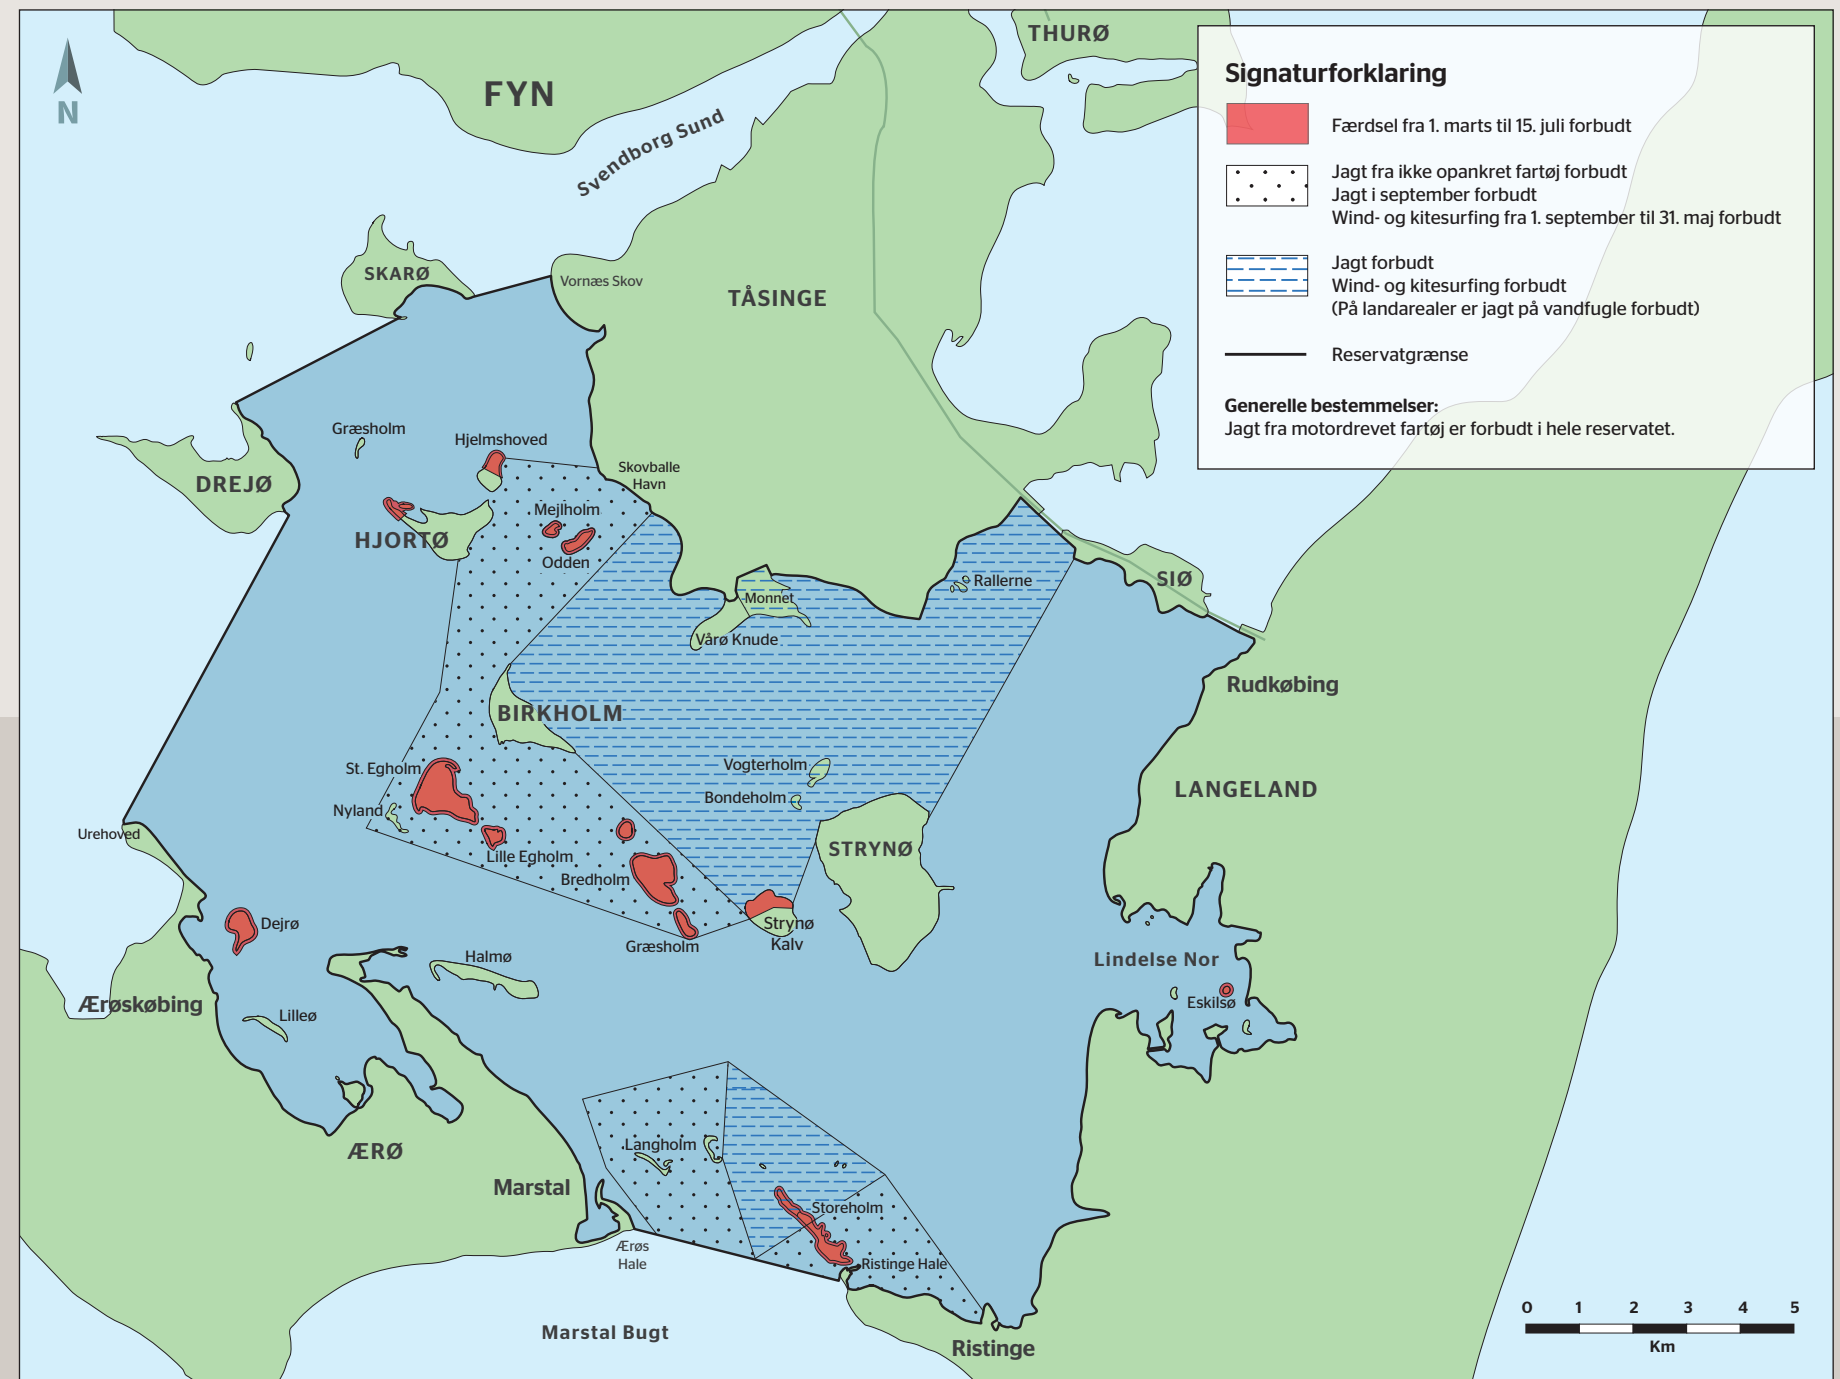 THURØ
FYN
N
Svendborg Sund
Signaturforklaring
Færdsel fra 1. marts til 15. juli forbudt
Jagt fra ikke opankret fartøj forbudt
Jagt i september forbudt
Wind- og kitesurfing fra 1. september til 31. maj forbudt
Jagt forbudt
Wind- og kitesurfing forbudt
(På landarealer er jagt på vandfugle forbudt)
Reservatgrænse
Generelle bestemmelser:
Jagt fra motordrevet fartøj er forbudt i hele reservatet.
SKARØ
Vornæs Skov
TÅSINGE
Græsholm
Hjelmshoved
Skovballe
Havn
DREJØ
Mejlholm
HJORTØ
Odden
Rallerne
SIØ
Monnet
Vårø Knude
Rudkøbing
BIRKHOLM
St. Egholm
Vogterholm
Bondeholm
LANGELAND
Nyland
Urehoved
Lille Egholm
STRYNØ
Bredholm
Dejrø
Strynø
Kalv
Græsholm
Halmø
Lindelse Nor
Ærøskøbing
Eskilsø
Lilleø
ÆRØ
Langholm
Marstal
Storeholm
Ærøs
Hale
Ristinge Hale
Marstal Bugt
Ristinge
0 1 2 3 4 5
Km